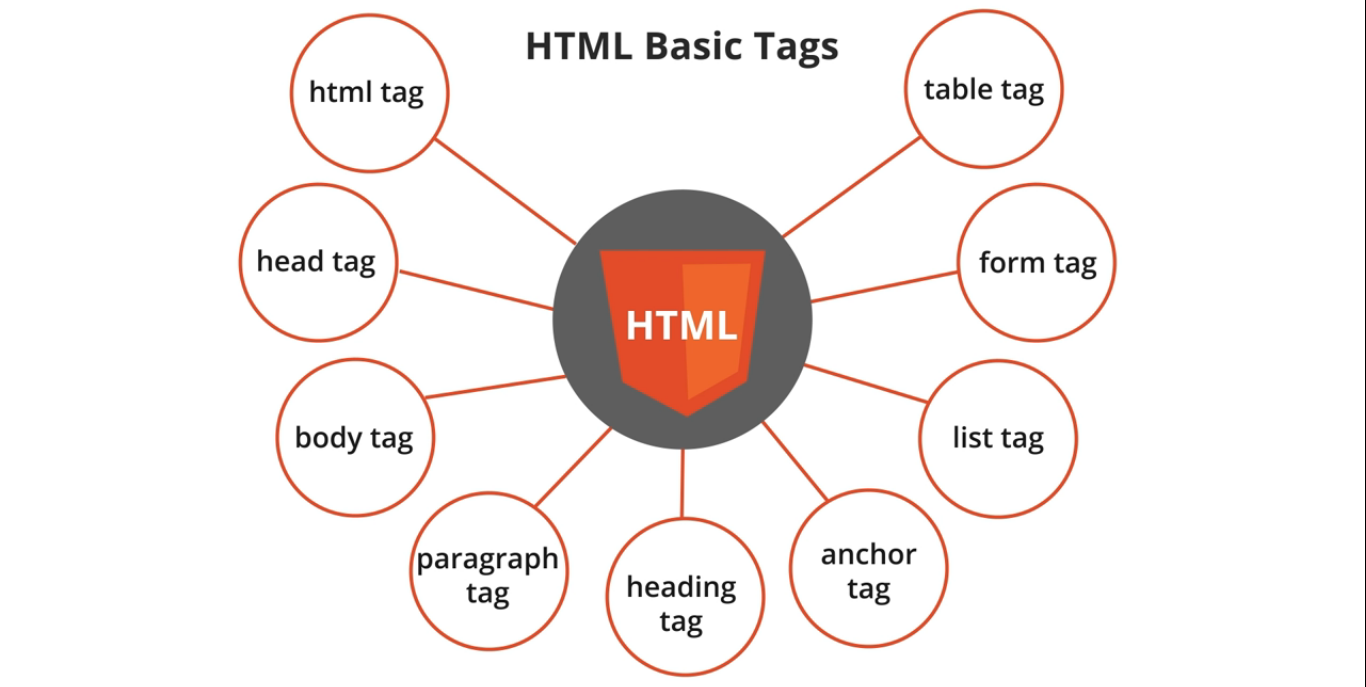 HTML Basic Tags
html tag
table tag
head tag
form tag
HTML
body tag
list tag
paragraph
tag
heading
tag
anchor
tag